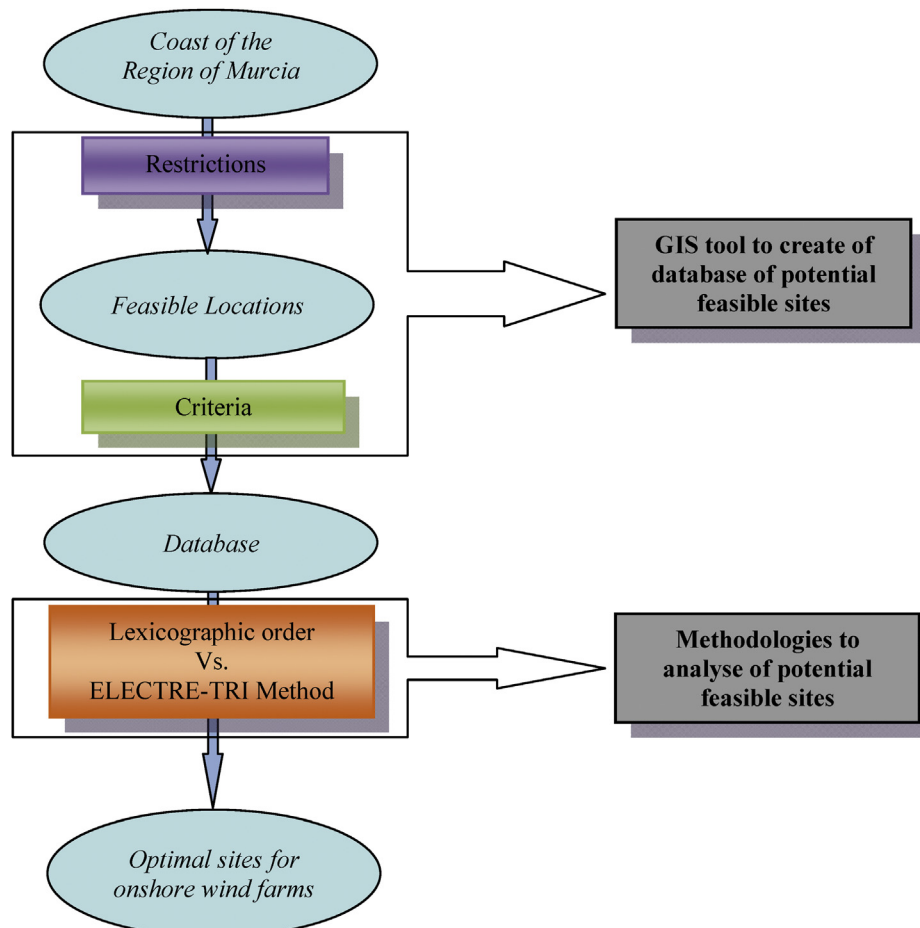 Coast of the
Region of Murcia
Restrictions
Feasible Locations
GIS tool to create of
database of potential
feasible sites
Criteria
Database
Lexicographic order
Vs.
ELECTRE-TRI Method
Methodologies to
analyse of potential
feasible sites
Optimal sites for
onshore wind farms